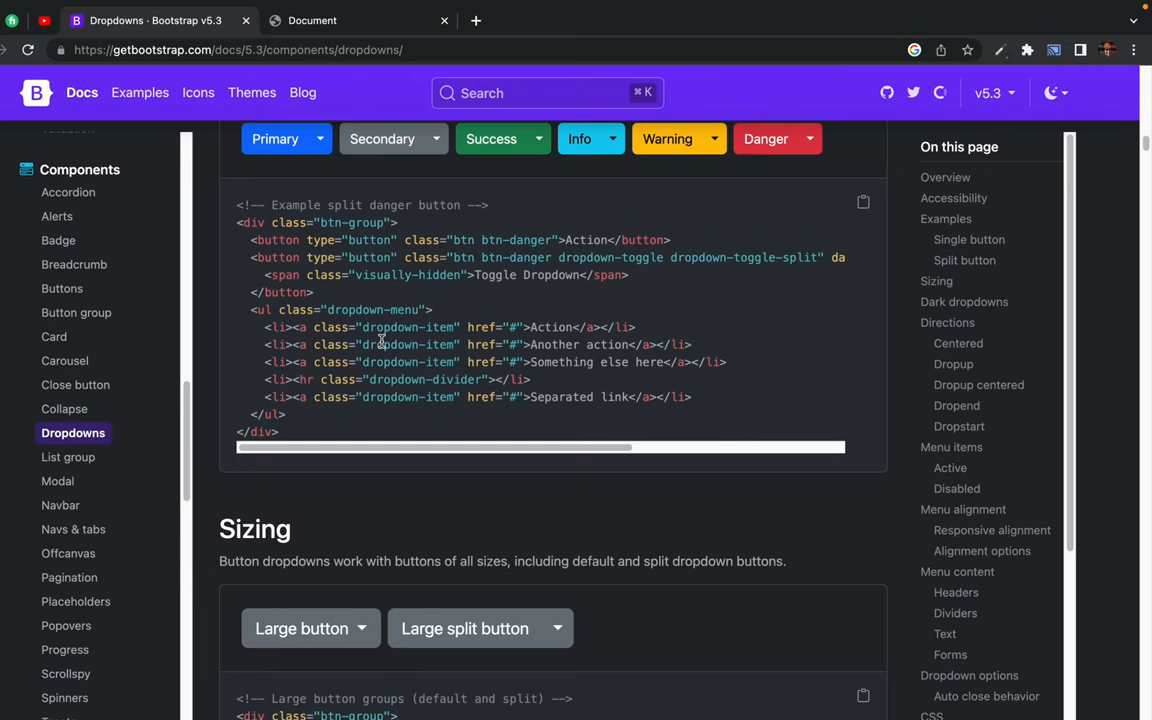 Dropdowns · Bootstrap v5.3
Document
https://getbootstrap.com/docs/5.3/components/dropdowns/
B
Docs
Examples
Icons
Themes
Blog
Search
⌘ K
v5.3
Components
Accordion
Alerts
Badge
Breadcrumb
Buttons
Button group
Card
Carousel
Close button
Collapse
Dropdowns
List group
Modal
Navbar
Navs & tabs
Offcanvas
Pagination
Placeholders
Popovers
Progress
Scrollspy
Spinners
Primary
Secondary
Success
Info
Warning
Danger
<!-- Example split danger button -->
<div class="btn-group">
<button type="button" class="btn btn-danger">Action</button>
<button type="button" class="btn btn-danger dropdown-toggle dropdown-toggle-split" da
<span class="visually-hidden">Toggle Dropdown</span>
</button>
<ul class="dropdown-menu">
<li><a class="dropdown-item" href="#">Action</a></li>
<li><a class="dropdown-item" href="#">Another action</a></li>
<li><a class="dropdown-item" href="#">Something else here</a></li>
<li><hr class="dropdown-divider"></li>
<li><a class="dropdown-item" href="#">Separated link</a></li>
</ul>
</div>
Sizing
Button dropdowns work with buttons of all sizes, including default and split dropdown buttons.
Large button
Large split button
<!-- Large button groups (default and split) -->
<div class="btn-group">
On this page
Overview
Accessibility
Examples
Single button
Split button
Sizing
Dark dropdowns
Directions
Centered
Dropup
Dropup centered
Dropend
Dropstart
Menu items
Active
Disabled
Menu alignment
Responsive alignment
Alignment options
Menu content
Headers
Dividers
Text
Forms
Dropdown options
Auto close behavior
CSS